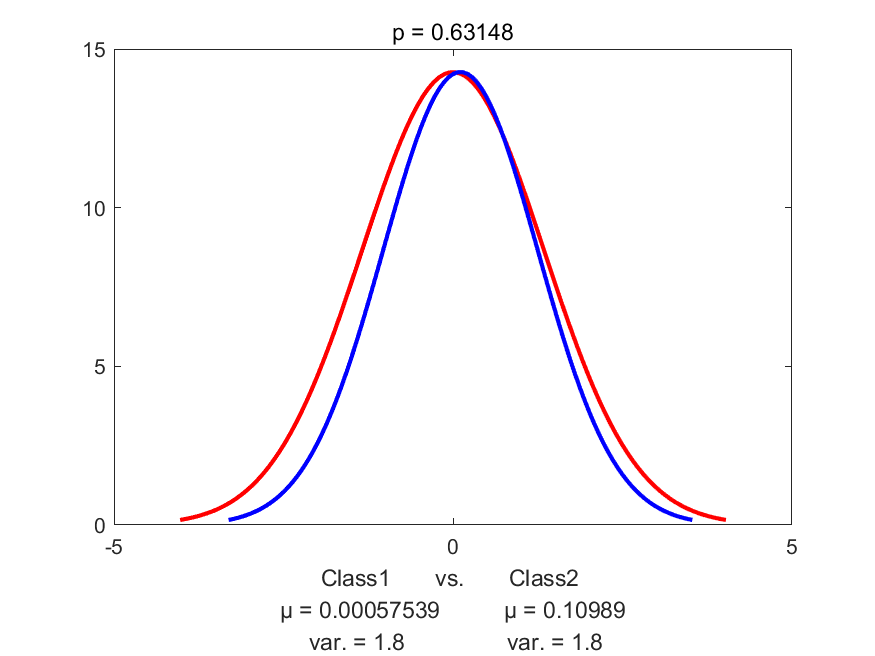 p = 0.63148
15
10
5
0
-5 0 5
Class1 vs. Class2
μ = 0.00057539 μ = 0.10989
var. = 1.8 var. = 1.8